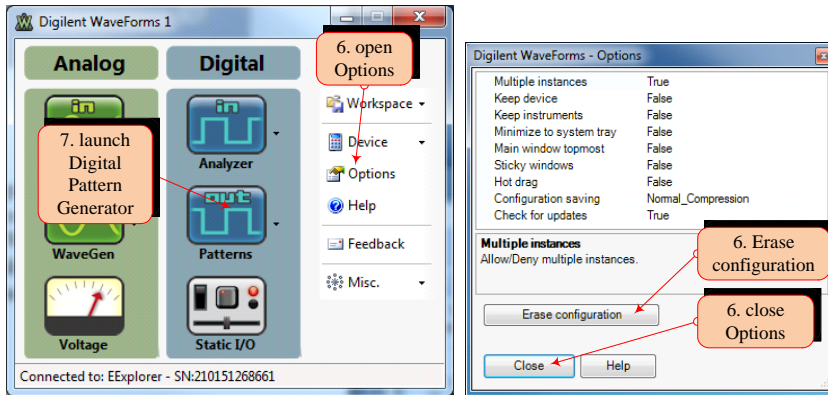 Digilent WaveForms 1
Analog
Digital
6. open
Options
in
in
Workspace
Analyzer
Device
7. launch
Digital
Pattern
Generator
Options
out
Help
WaveGen
Patterns
Feedback
Misc.
Voltage
Static I/O
Connected to: EExplorer - SN:210151268661
Digilent WaveForms - Options
Multiple instances True
Keep device False
Keep instruments False
Minimize to system tray False
Main window topmost False
Sticky windows False
Hot drag False
Configuration saving Normal_Compression
Check for updates True
Multiple instances
Allow/Deny multiple instances.
6. Erase
configuration
Erase configuration
6. close
Options
Close
Help